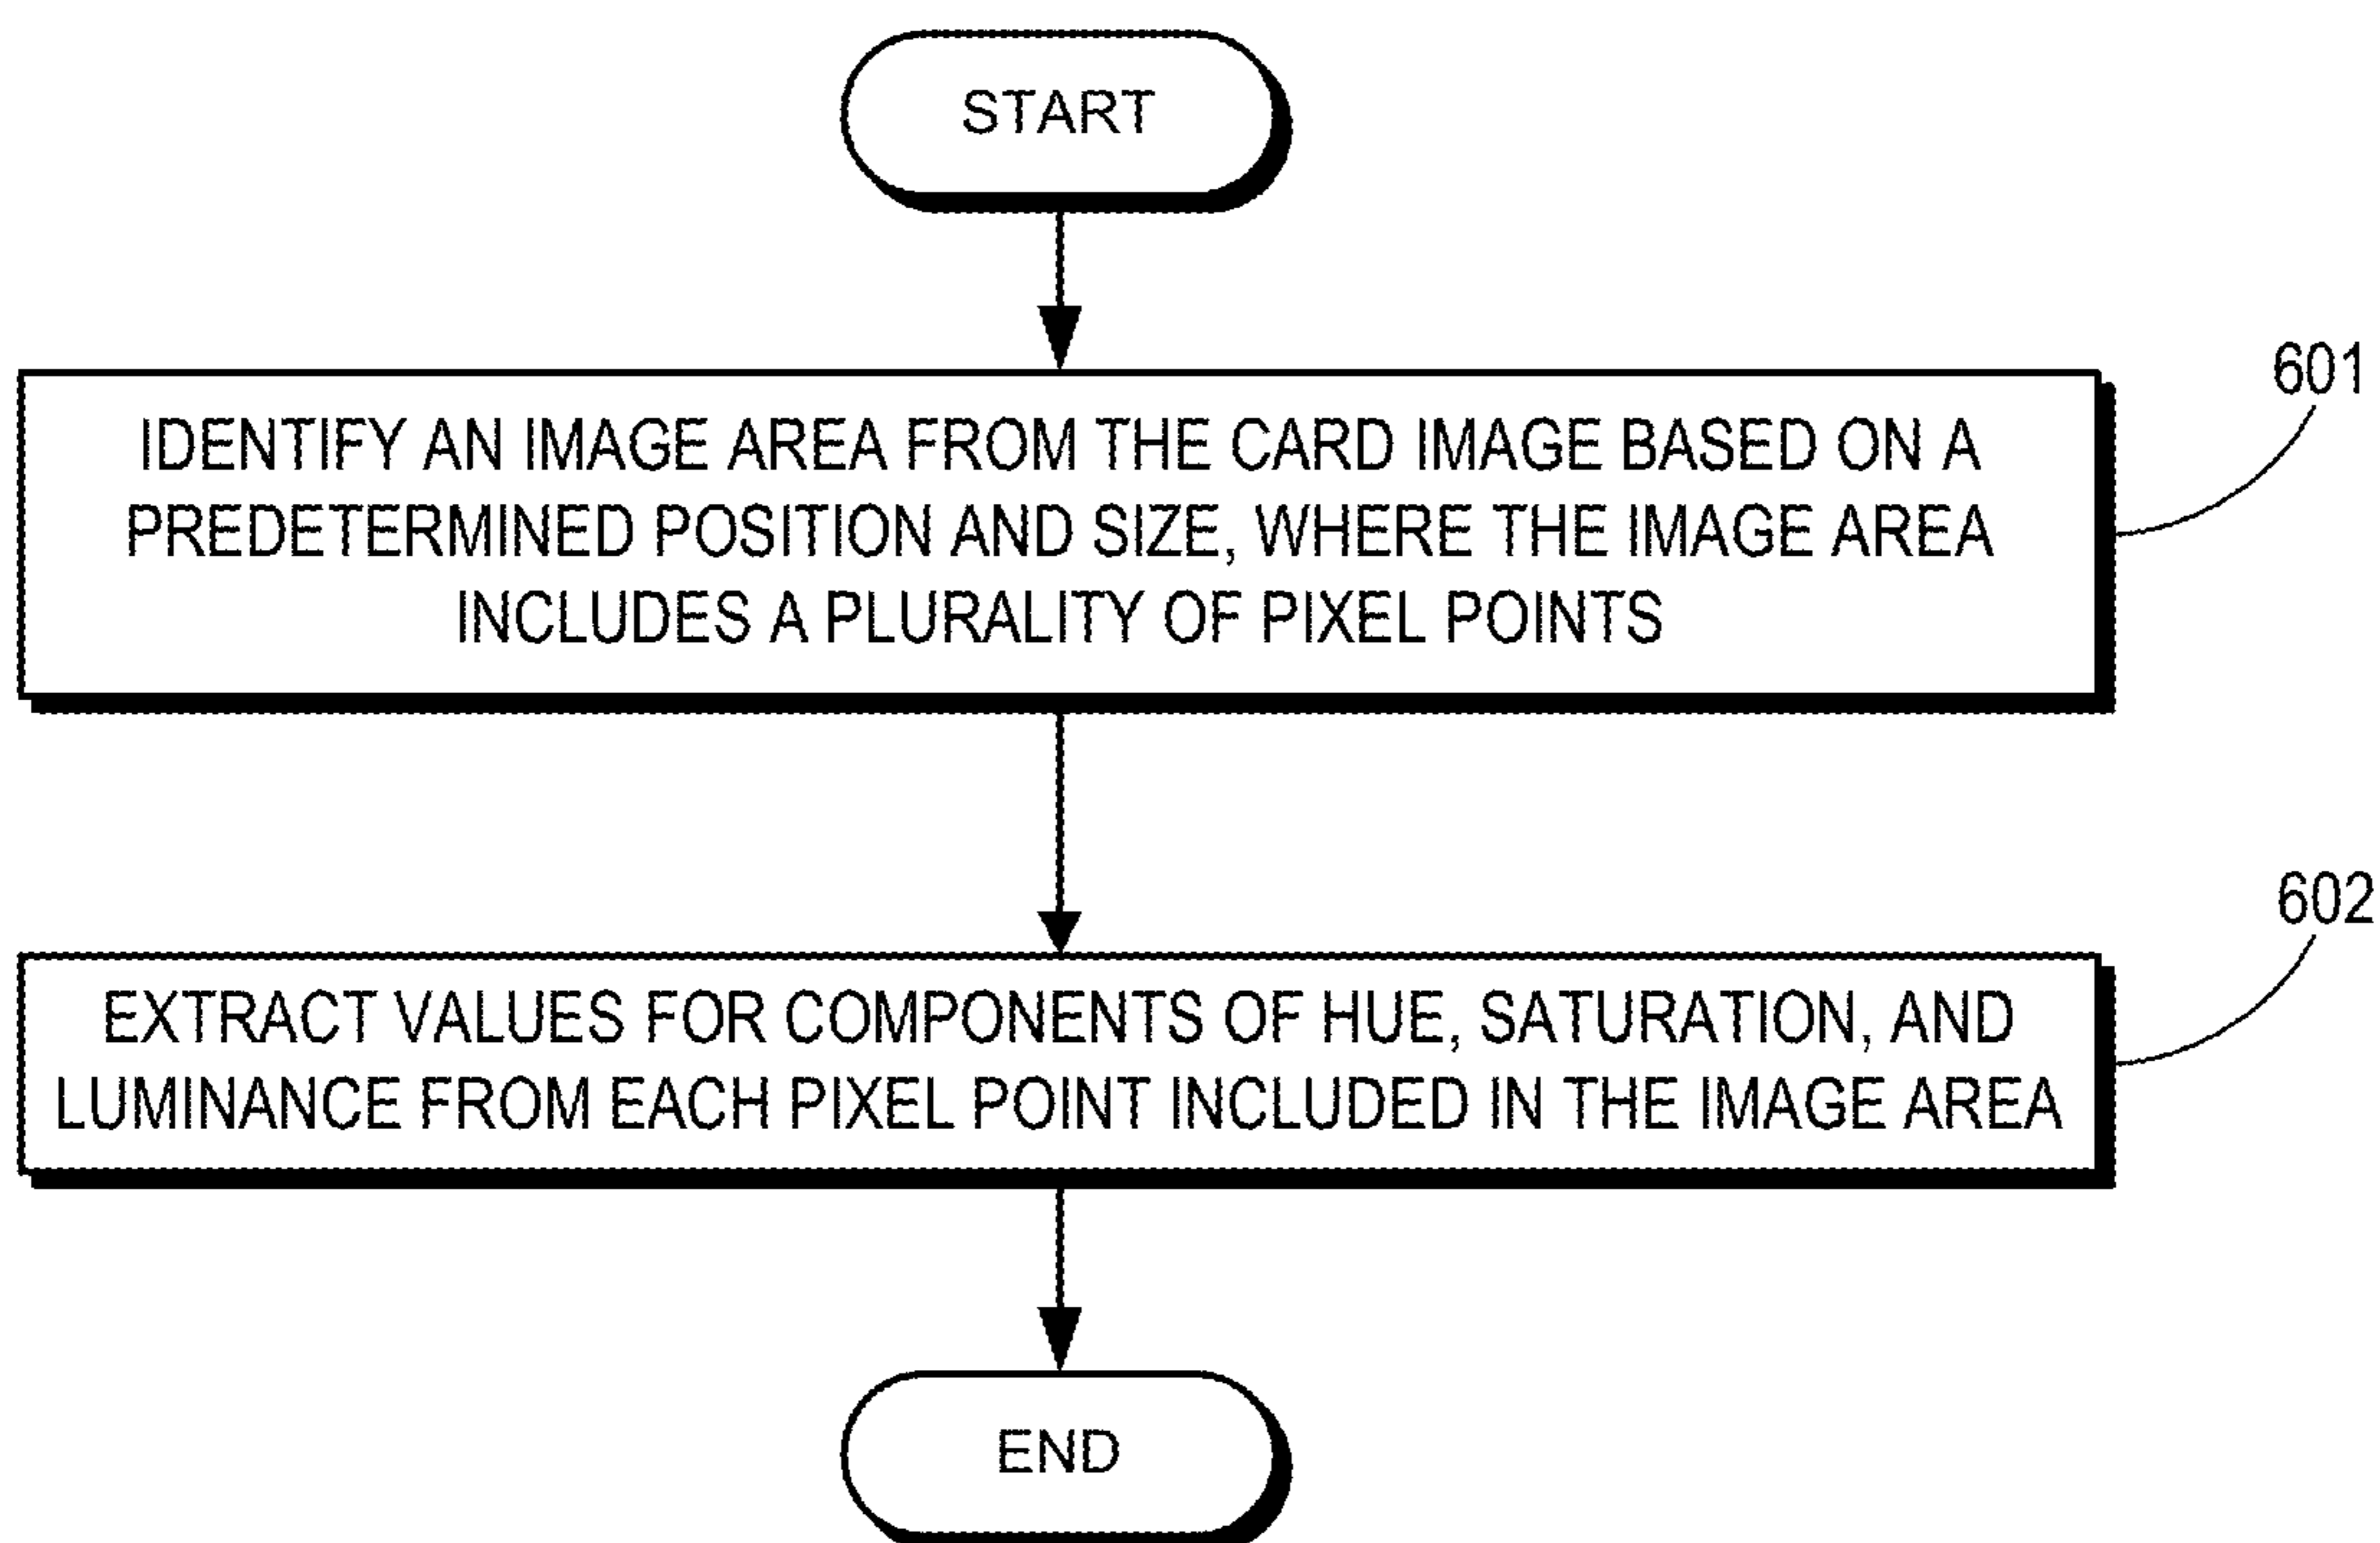 START
601
IDENTIFY AN IMAGE AREA FROM THE CARD IMAGE BASED ON A
PREDETERMINED POSITION AND SIZE, WHERE THE IMAGE AREA
INCLUDES A PLURALITY OF PIXEL POINTS
602
EXTRACT VALUES FOR COMPONENTS OF HUE, SATURATION, AND
LUMINANCE FROM EACH PIXEL POINT INCLUDED IN THE IMAGE AREA
END